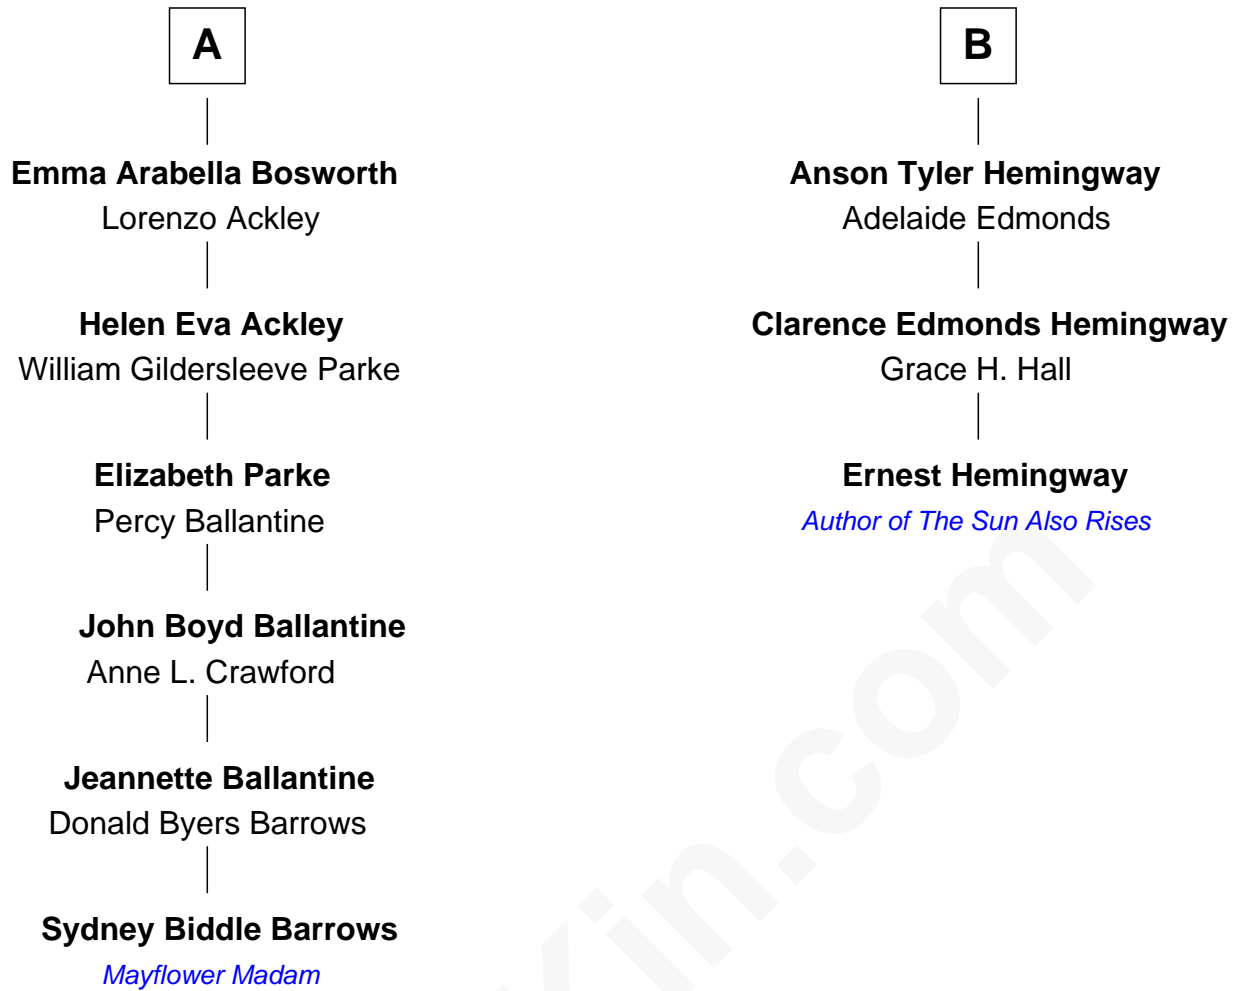 A
Emma Arabella Bosworth
Lorenzo Ackley
Helen Eva Ackley
William Gildersleeve Parke
Elizabeth Parke
Percy Ballantine
John Boyd Ballantine
Anne L. Crawford
Jeannette Ballantine
Donald Byers Barrows
Sydney Biddle Barrows
Mayflower Madam
B
Anson Tyler Hemingway
Adelaide Edmonds
Clarence Edmonds Hemingway
Grace H. Hall
Ernest Hemingway
Author of The Sun Also Rises
Kin.com